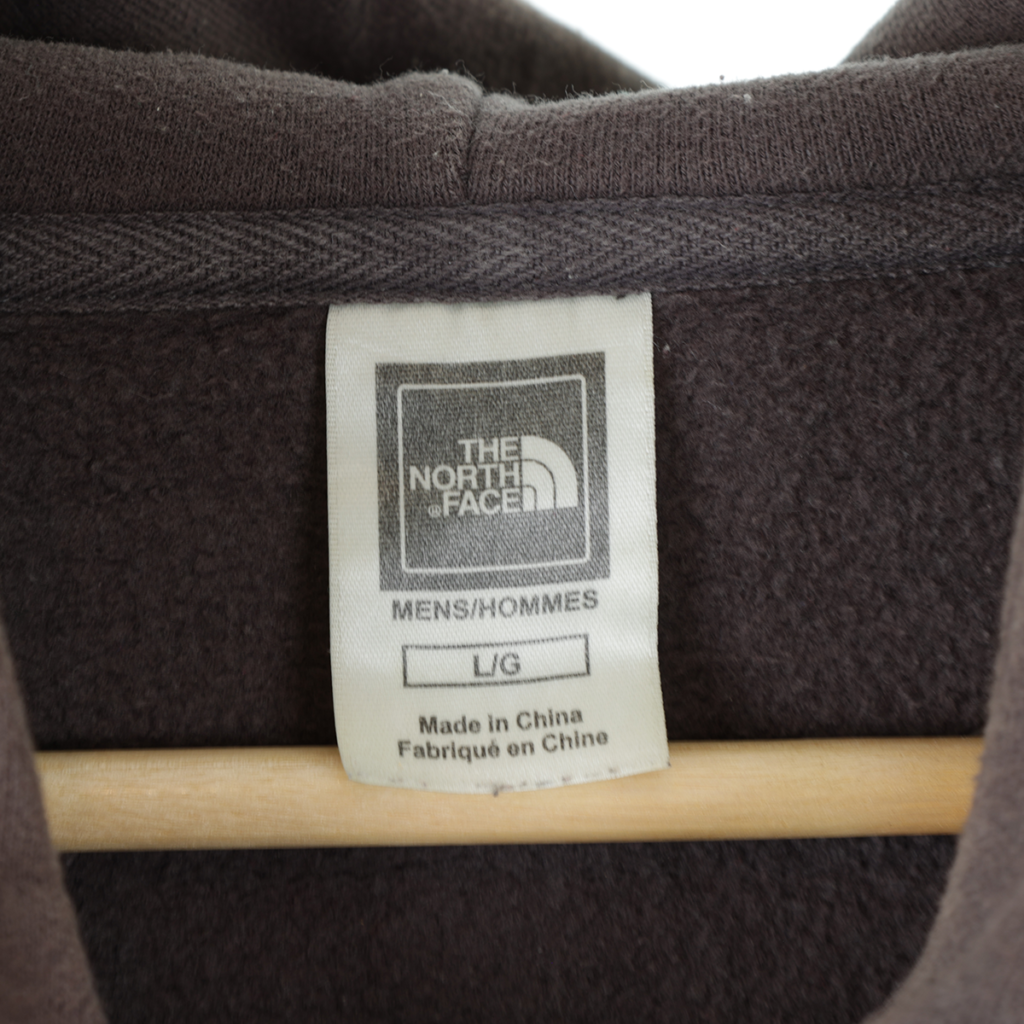 THE
NORTH
®FACE
MENS/HOMMES
L/G
Made in China
Fabriqué en Chine